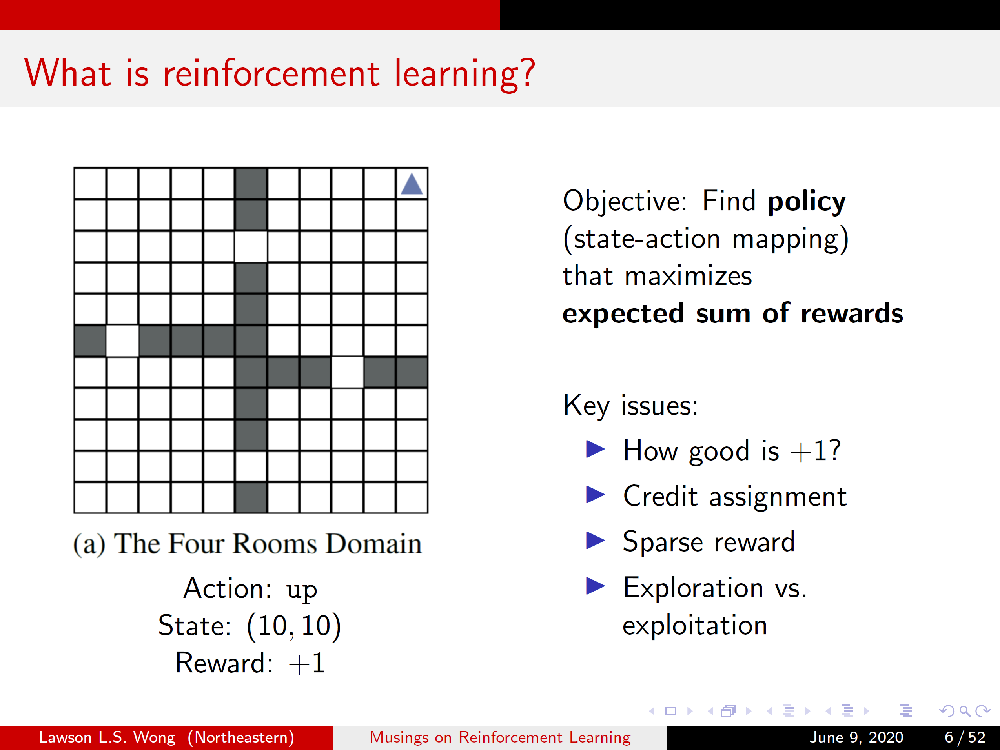 What is reinforcement learning?
(a) The Four Rooms Domain
Action: up
State: (10, 10)
Reward: +1
Objective: Find policy
(state-action mapping)
that maximizes
expected sum of rewards
Key issues:
How good is +1?
Credit assignment
Sparse reward
Exploration vs.
exploitation
Lawson L.S. Wong (Northeastern)
Musings on Reinforcement Learning
June 9, 2020
6 / 52